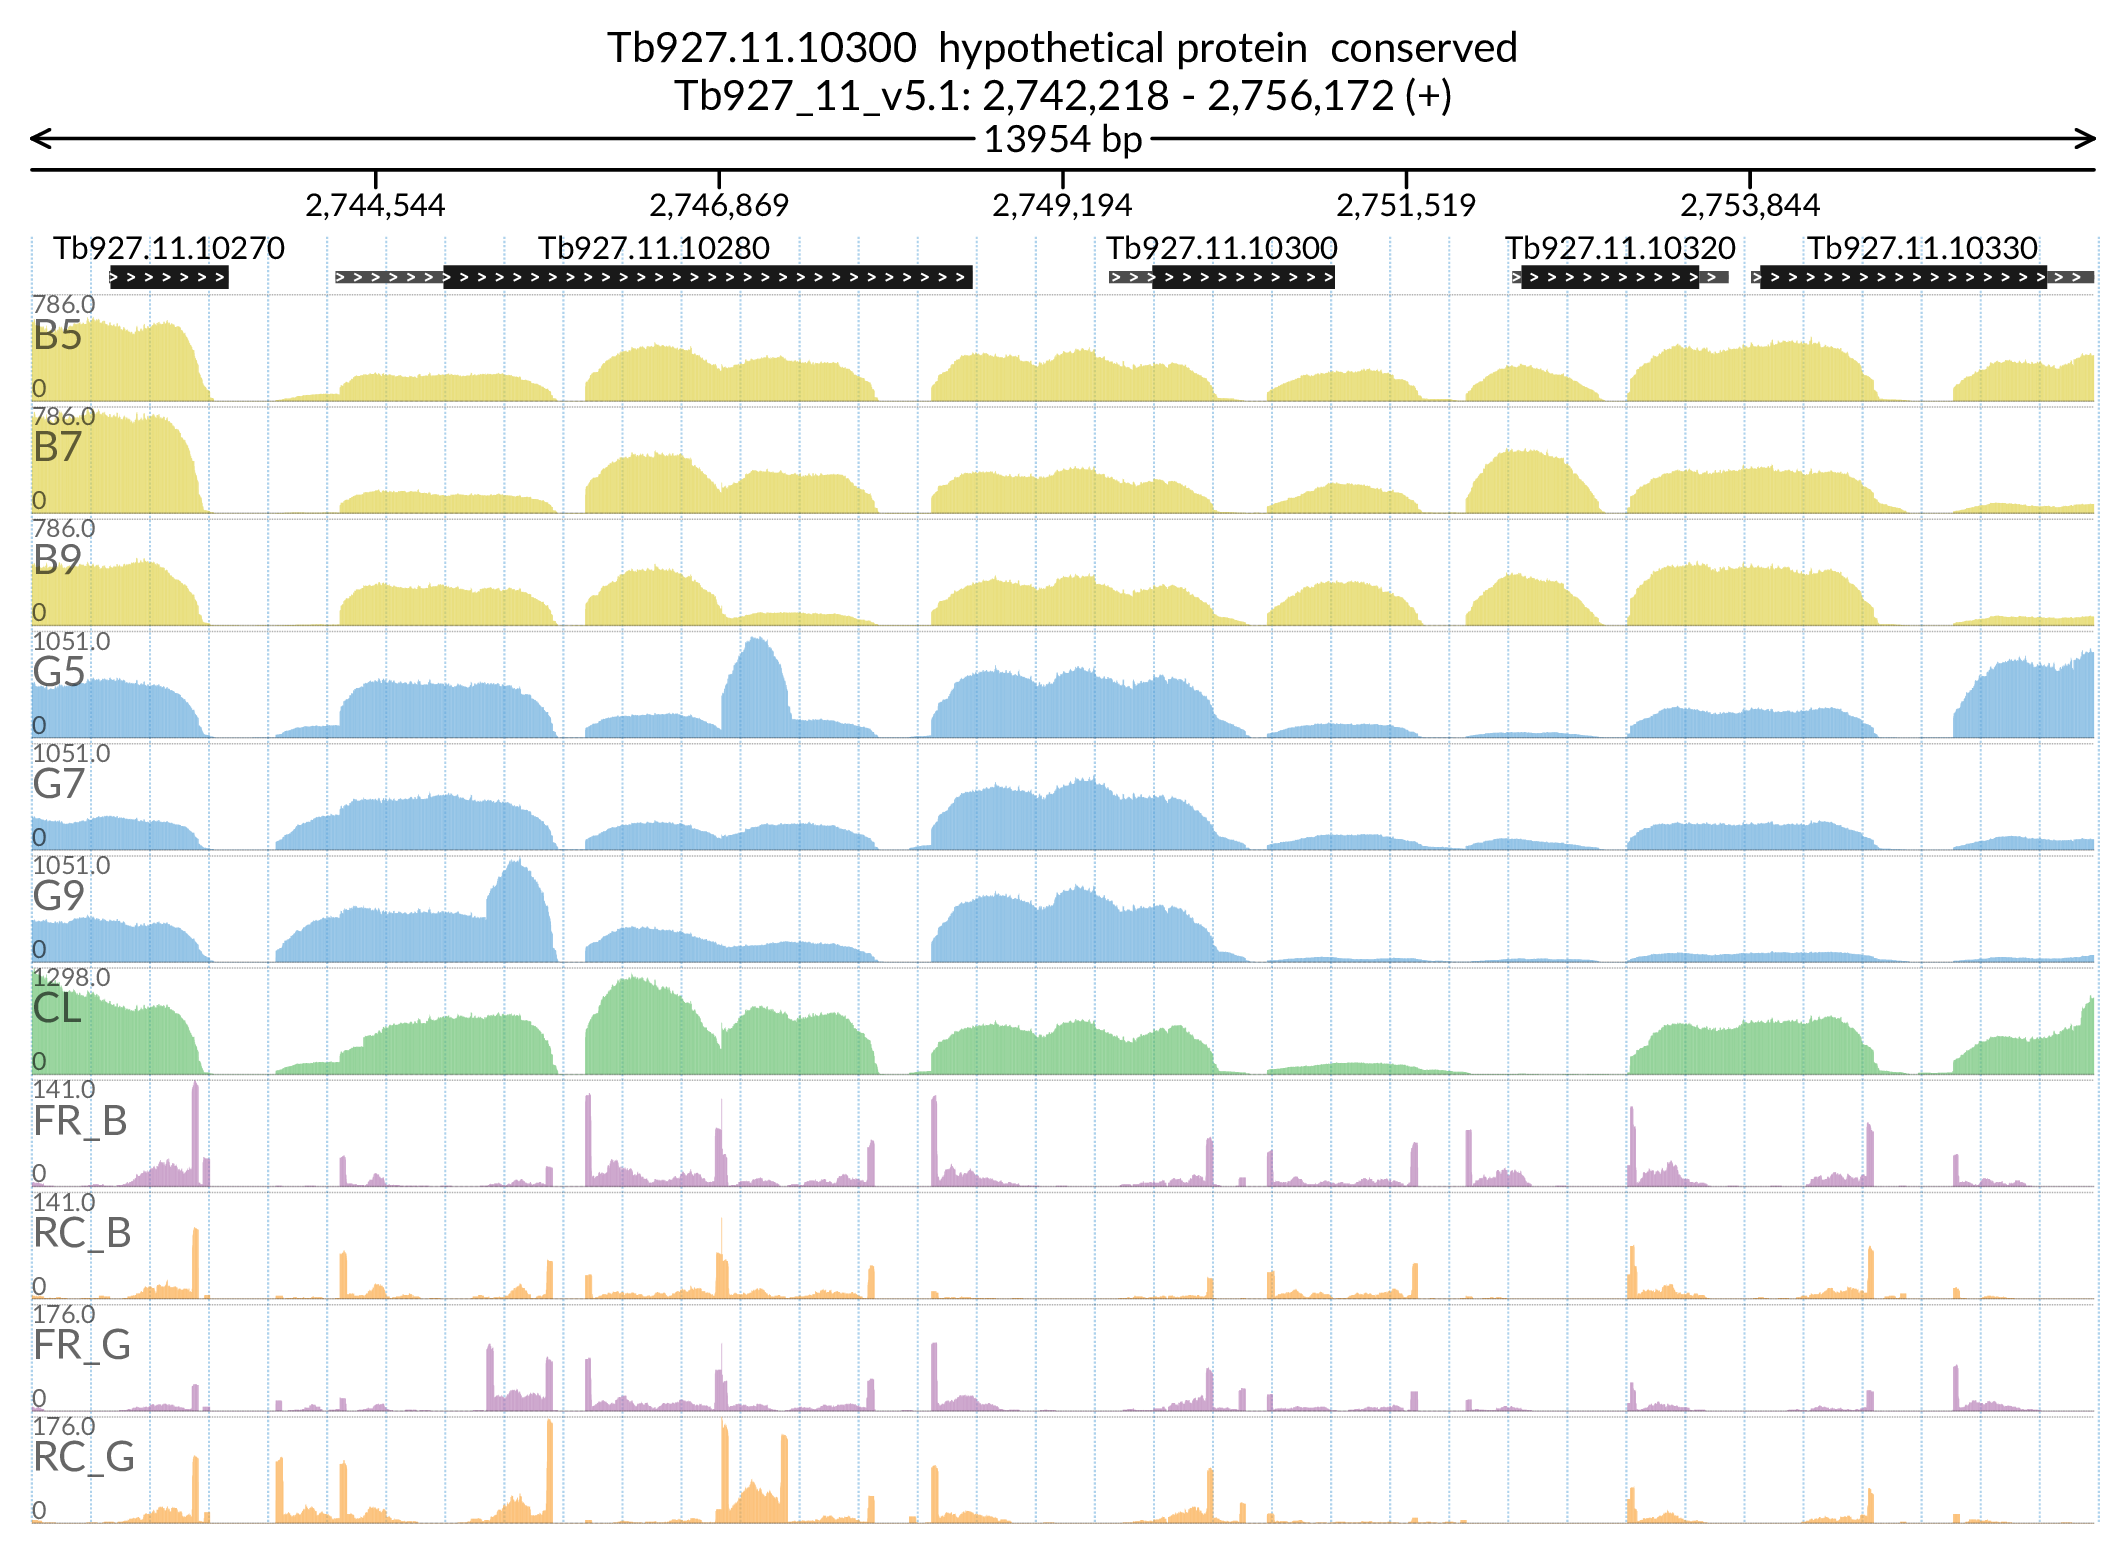 Tb927.11.10300 hypothetical protein conserved
Tb927_11_v5.1: 2,742,218 - 2,756,172 (+)
13954 bp
2,744,544 2,746,869 2,749,194 2,751,519 2,753,844
Tb927.11.10270 Tb927.11.10280 Tb927.11.10300 Tb927.11.10320 Tb927.11.10330
786.0
B5
0
786.0
B7
0
786.0
B9
0
1051.0
G5
0
1051.0
G7
0
1051.0
G9
0
1298.0
CL
0
141.0
FR_B
0
141.0
RC_B
0
176.0
FR_G
0
176.0
RC_G
0